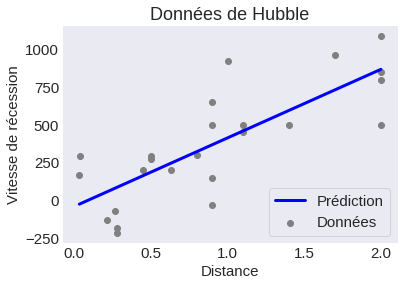 Données de Hubble
Vitesse de récession
1000
750
500
250
0
−250
0.0 0.5 1.0 1.5 2.0
Distance
Prédiction
Données